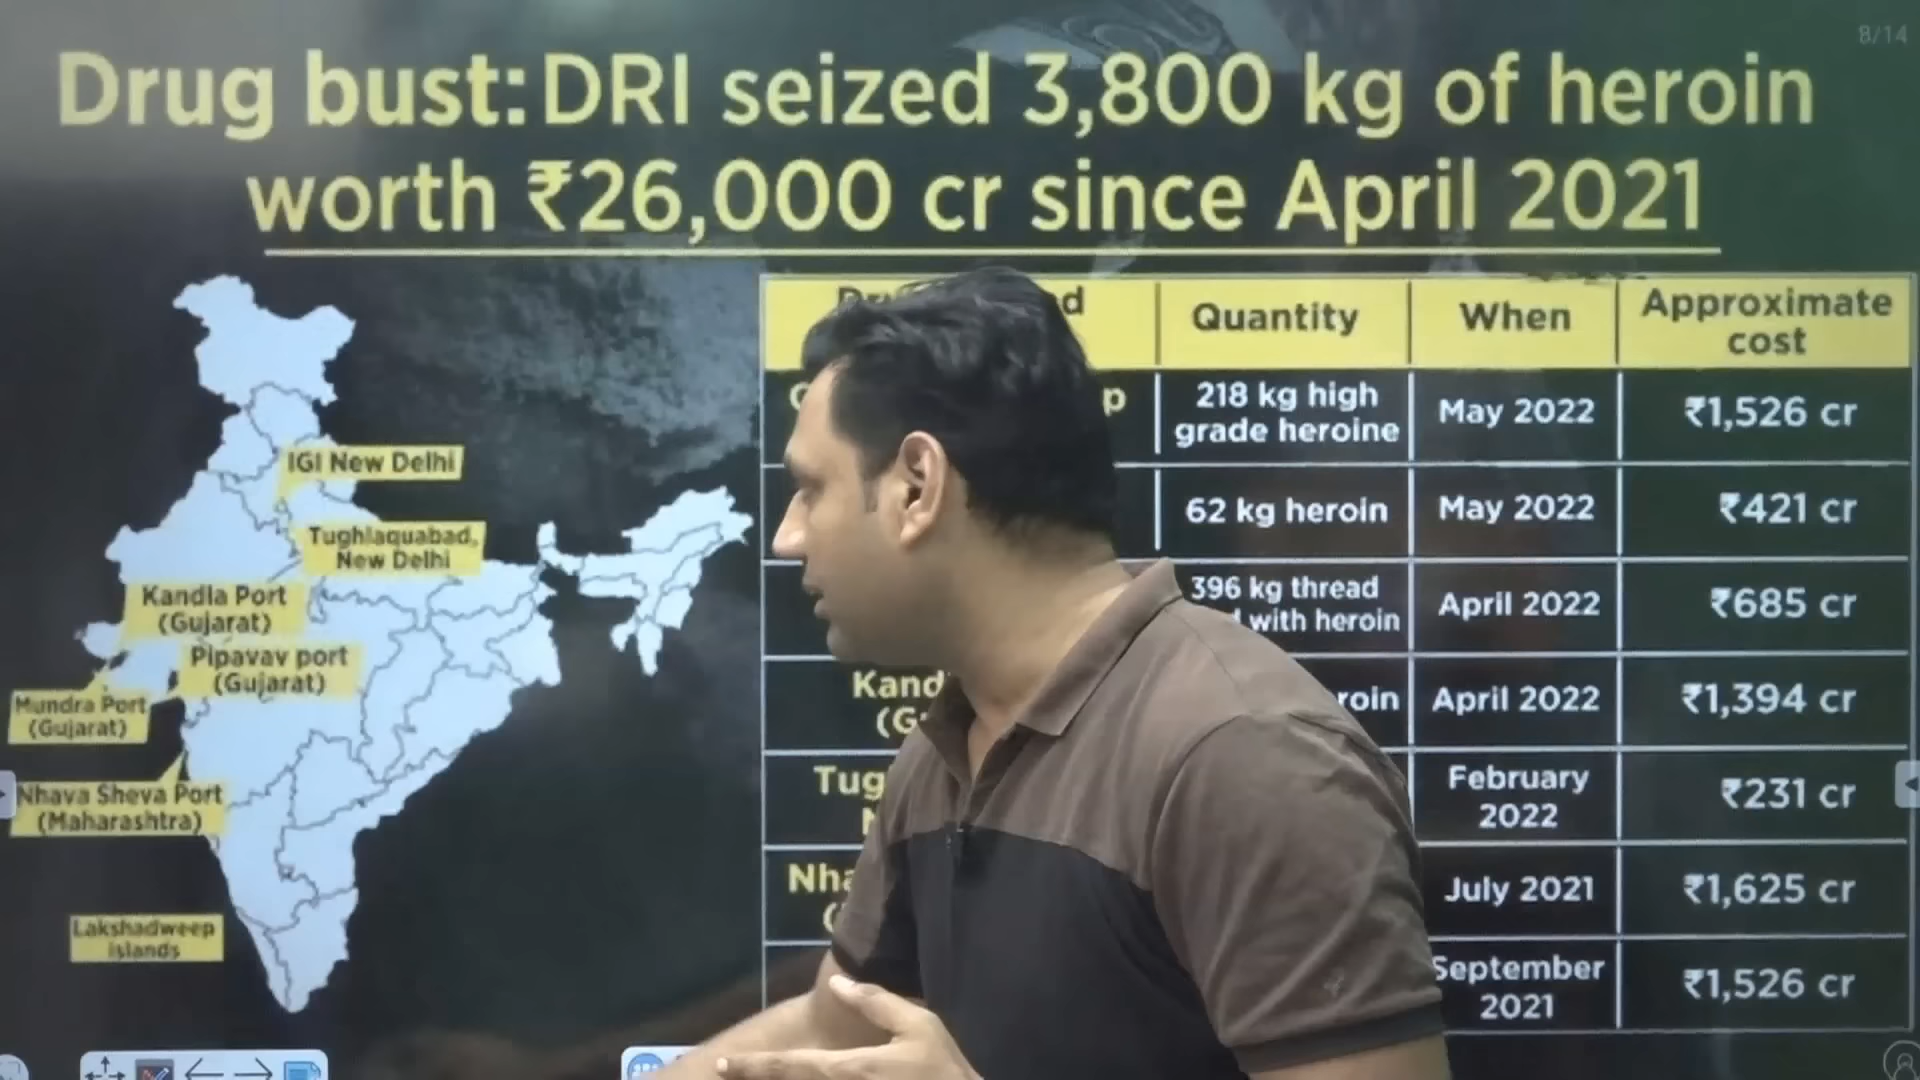 8/14
Drug bust: DRI seized 3,800 kg of heroin
worth ₹26,000 cr since April 2021
IGI New Delhi
Tughlaquabad,
New Delhi
Kandla Port
(Gujarat)
Pipavav port
(Gujarat)
Mundra Port
(Gujarat)
Nhava Sheva Port
(Maharashtra)
Lakshadweep
islands
Quantity
When
Approximate
cost
218 kg high
grade heroine
May 2022
₹1,526 cr
62 kg heroin
May 2022
₹421 cr
396 kg thread
with heroin
April 2022
₹685 cr
April 2022
₹1,394 cr
February
2022
₹231 cr
July 2021
₹1,625 cr
September
2021
₹1,526 cr